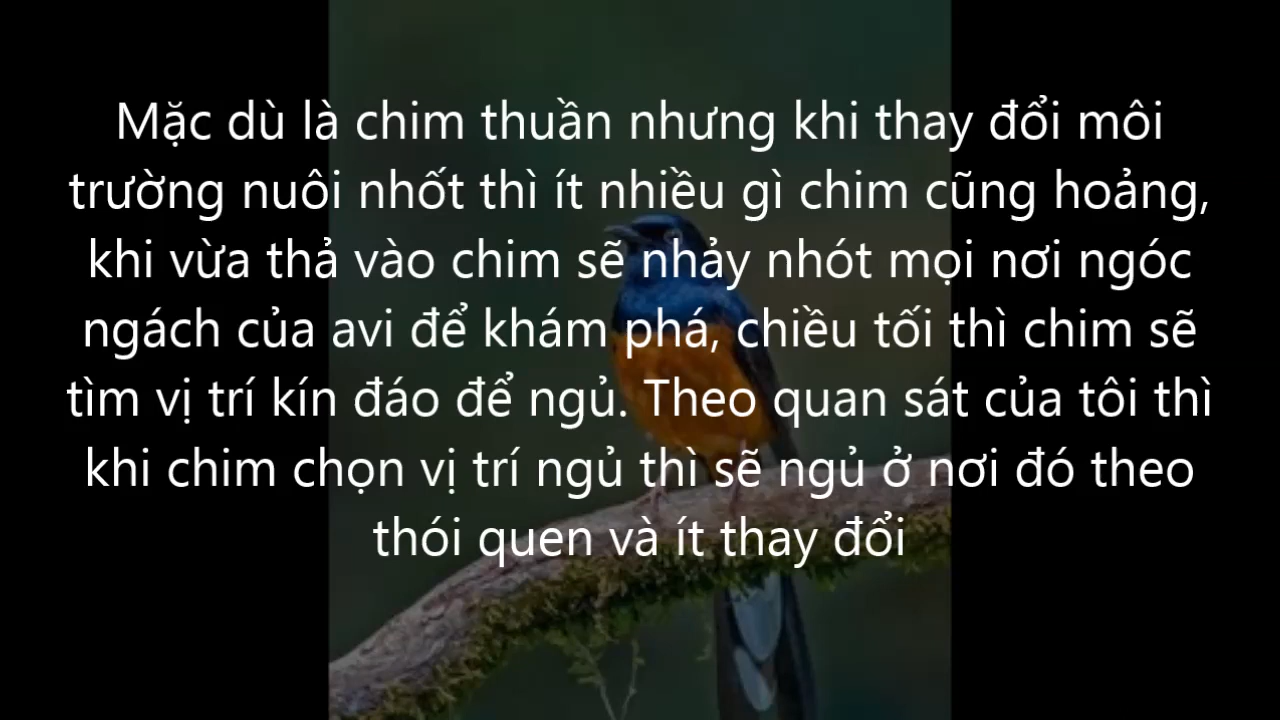 Mặc dù là chim thuần nhưng khi thay đổi môi
trường nuôi nhốt thì ít nhiều gì chim cũng hoảng,
khi vừa thả vào chim sẽ nhảy nhót mọi nơi ngóc
ngách của avi để khám phá, chiều tối thì chim sẽ
tìm vị trí kín đáo để ngủ. Theo quan sát của tôi thì
khi chim chọn vị trí ngủ thì sẽ ngủ ở nơi đó theo
thói quen và ít thay đổi